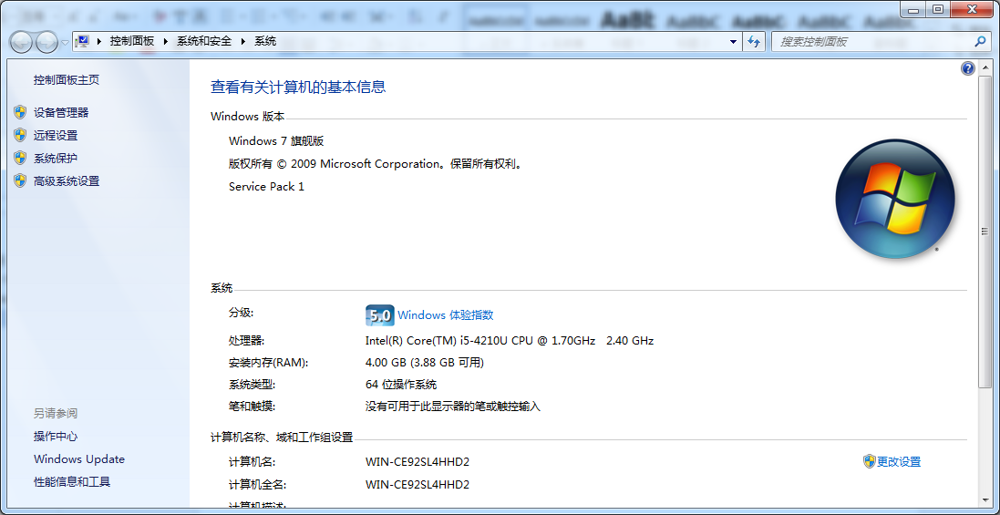 AaBb AaBbC AaBbC AaBbC AaBbC
控制面板 系统和安全 系统
搜索控制面板
控制面板主页
设备管理器
远程设置
系统保护
高级系统设置
另请参阅
操作中心
Windows Update
性能信息和工具
查看有关计算机的基本信息
Windows 版本
Windows 7 旗舰版
版权所有 © 2009 Microsoft Corporation。保留所有权利。
Service Pack 1
系统
分级: 5.0 Windows 体验指数
处理器: Intel(R) Core(TM) i5-4210U CPU @ 1.70GHz 2.40 GHz
安装内存(RAM): 4.00 GB (3.88 GB 可用)
系统类型: 64 位操作系统
笔和触摸: 没有可用于此显示器的笔或触控输入
计算机名称、域和工作组设置
计算机名: WIN-CE92SL4HHD2 更改设置
计算机全名: WIN-CE92SL4HHD2
计算机描述: